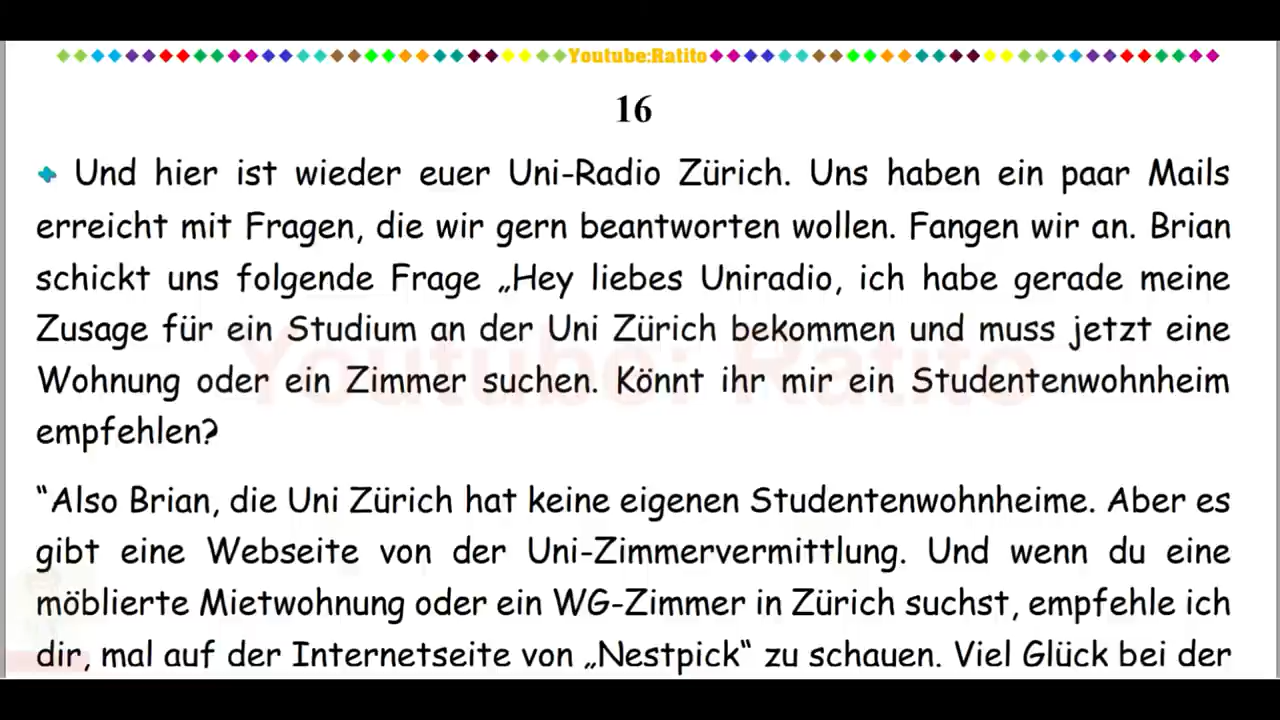 Youtube:Ratito
16
Und hier ist wieder euer Uni-Radio Zürich. Uns haben ein paar Mails
erreicht mit Fragen, die wir gern beantworten wollen. Fangen wir an. Brian
schickt uns folgende Frage „Hey liebes Uniradio, ich habe gerade meine
Zusage für ein Studium an der Uni Zürich bekommen und muss jetzt eine
Wohnung oder ein Zimmer suchen. Könnt ihr mir ein Studentenwohnheim
empfehlen?
Youtube: Ratito
“Also Brian, die Uni Zürich hat keine eigenen Studentenwohnheime. Aber es
gibt eine Webseite von der Uni-Zimmervermittlung. Und wenn du eine
möblierte Mietwohnung oder ein WG-Zimmer in Zürich suchst, empfehle ich
dir, mal auf der Internetseite von „Nestpick“ zu schauen. Viel Glück bei der